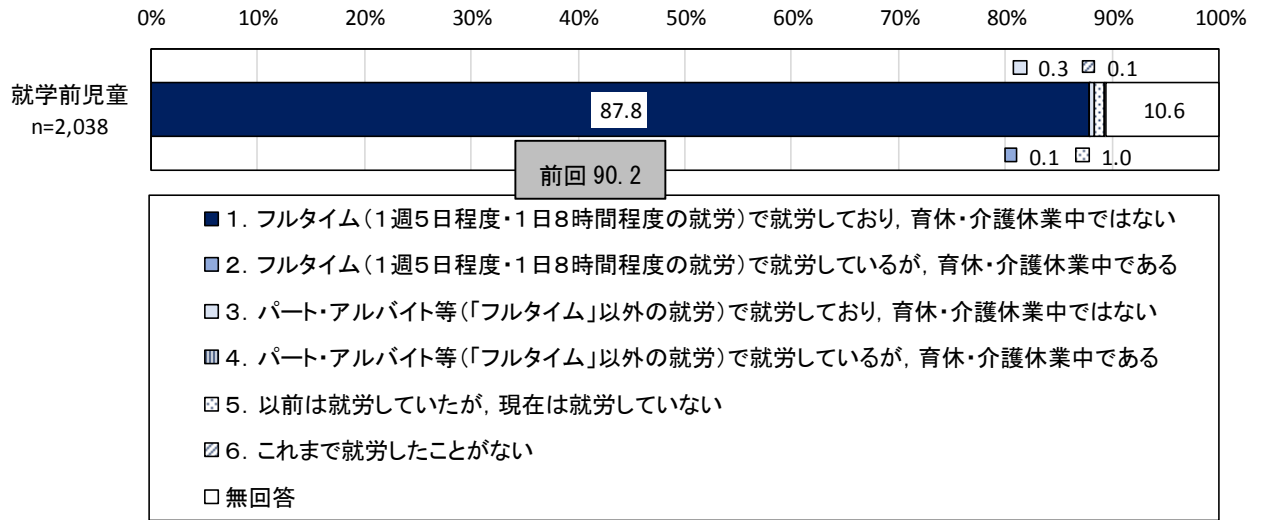 0% 10% 20% 30% 40% 50% 60% 70% 80% 90% 100%
0.3 0.1
就学前児童
n=2,038
87.8 10.6
0.1 1.0
前回 90.2
1．フルタイム（1週5日程度・1日8時間程度の就労）で就労しており，育休・介護休業中ではない
2．フルタイム（1週5日程度・1日8時間程度の就労）で就労しているが，育休・介護休業中である
3．パート・アルバイト等（「フルタイム」以外の就労）で就労しており，育休・介護休業中ではない
4．パート・アルバイト等（「フルタイム」以外の就労）で就労しているが，育休・介護休業中である
5．以前は就労していたが，現在は就労していない
6．これまで就労したことがない
無回答